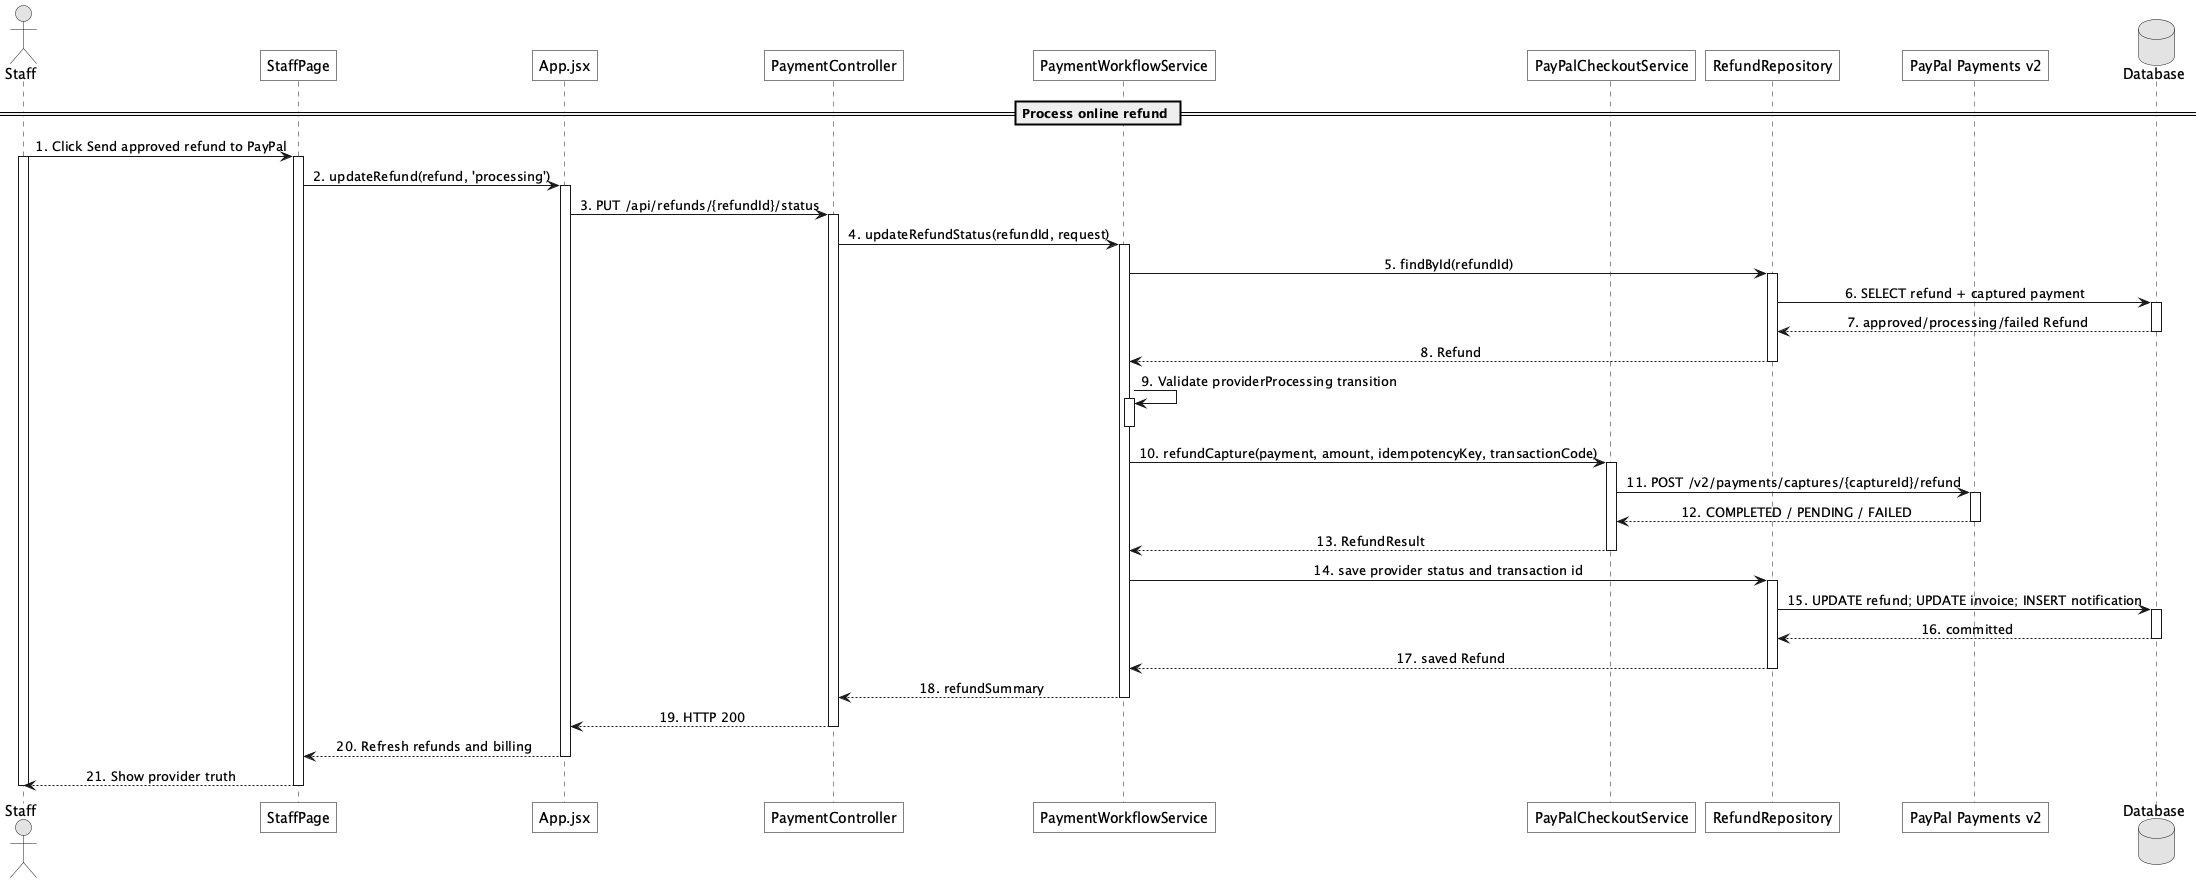 Staff
StaffPage
App.jsx
PaymentController
PaymentWorkflowService
PayPalCheckoutService
RefundRepository
PayPal Payments v2
Database
Process online refund
1. Click Send approved refund to PayPal
2. updateRefund(refund, 'processing')
3. PUT /api/refunds/{refundId}/status
4. updateRefundStatus(refundId, request)
5. findById(refundId)
6. SELECT refund + captured payment
7. approved/processing/failed Refund
8. Refund
9. Validate providerProcessing transition
10. refundCapture(payment, amount, idempotencyKey, transactionCode)
11. POST /v2/payments/captures/{captureId}/refund
12. COMPLETED / PENDING / FAILED
13. RefundResult
14. save provider status and transaction id
15. UPDATE refund; UPDATE invoice; INSERT notification
16. committed
17. saved Refund
18. refundSummary
19. HTTP 200
20. Refresh refunds and billing
21. Show provider truth
Staff
StaffPage
App.jsx
PaymentController
PaymentWorkflowService
PayPalCheckoutService
RefundRepository
PayPal Payments v2
Database